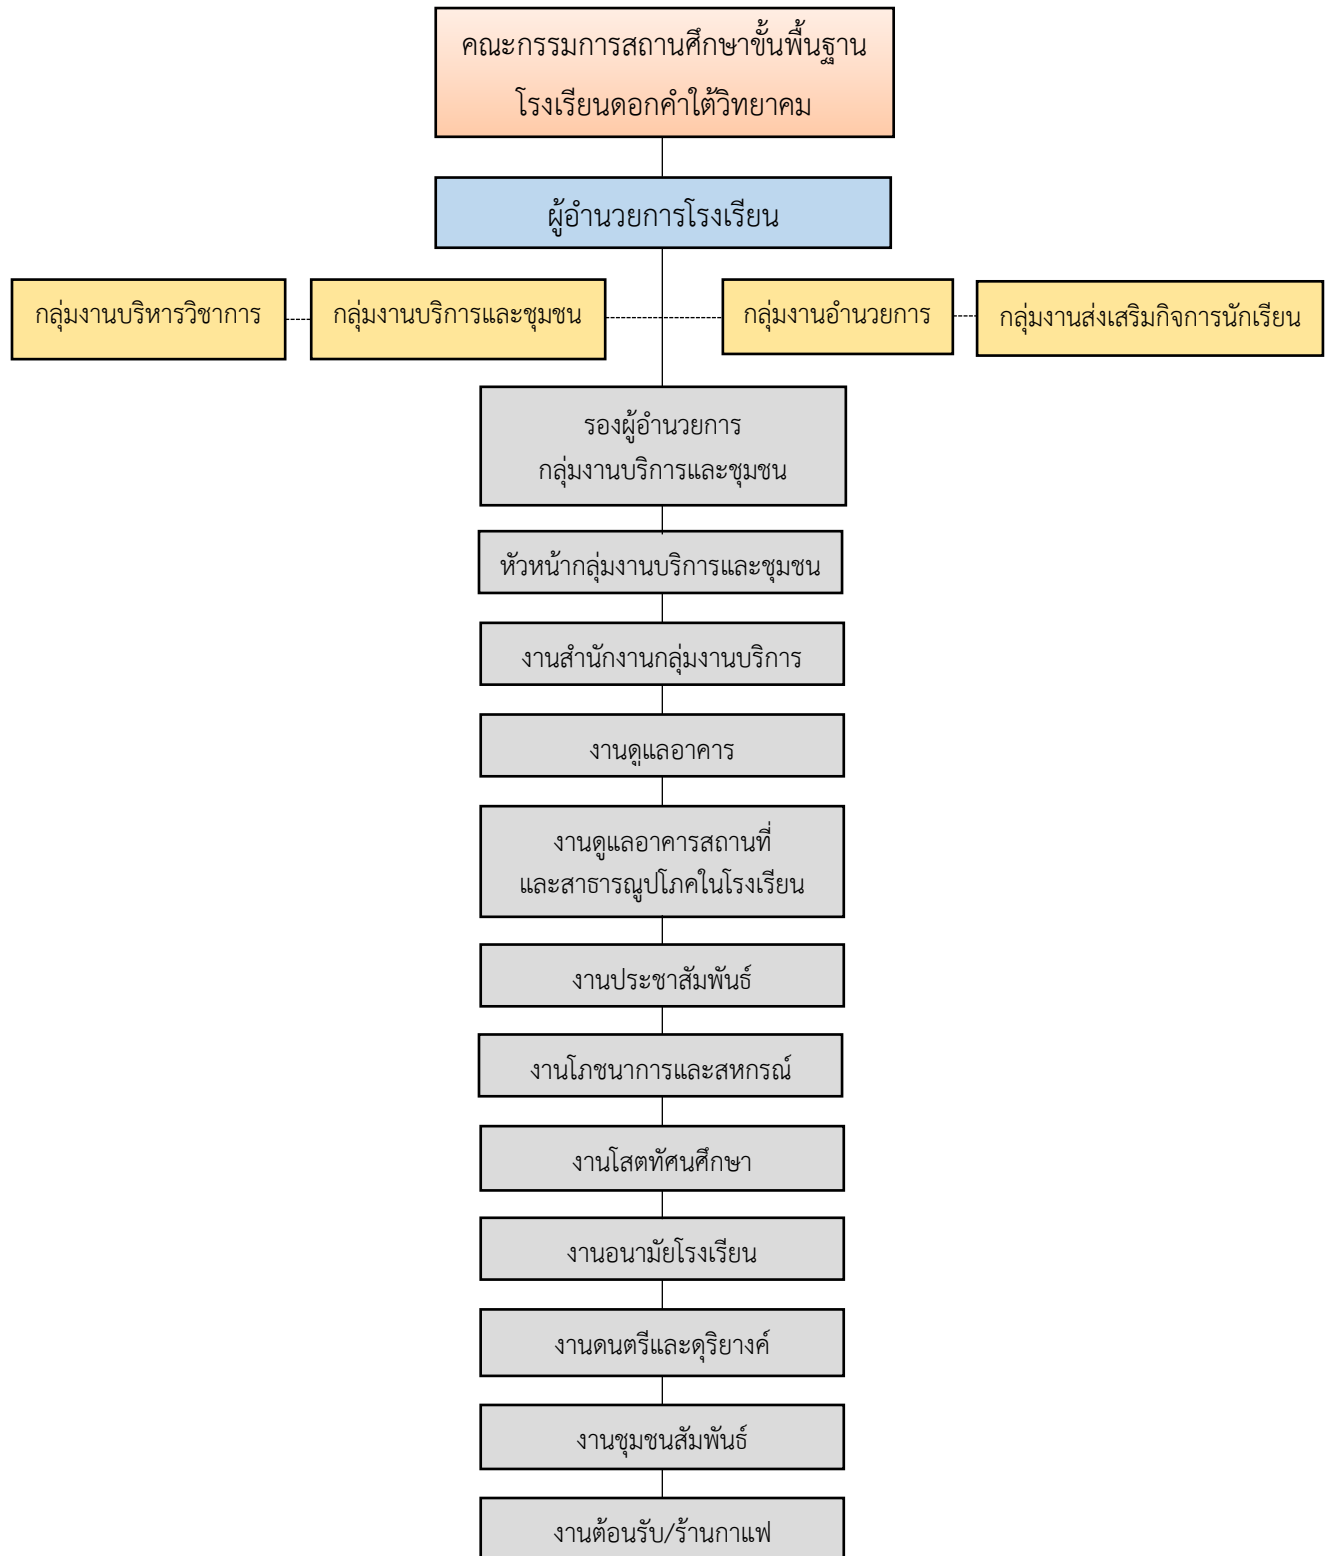 คณะกรรมการสถานศึกษาขั้นพื้นฐาน
โรงเรียนดอกคำใต้วิทยาคม
ผู้อำนวยการโรงเรียน
กลุ่มงานบริหารวิชาการ
กลุ่มงานบริการและชุมชน
กลุ่มงานอำนวยการ
กลุ่มงานส่งเสริมกิจการนักเรียน
รองผู้อำนวยการ
กลุ่มงานบริการและชุมชน
หัวหน้ากลุ่มงานบริการและชุมชน
งานสำนักงานกลุ่มงานบริการ
งานดูแลอาคาร
งานดูแลอาคารสถานที่
และสาธารณูปโภคในโรงเรียน
งานประชาสัมพันธ์
งานโภชนาการและสหกรณ์
งานโสตทัศนศึกษา
งานอนามัยโรงเรียน
งานดนตรีและดุริยางค์
งานชุมชนสัมพันธ์
งานต้อนรับ/ร้านกาแฟ